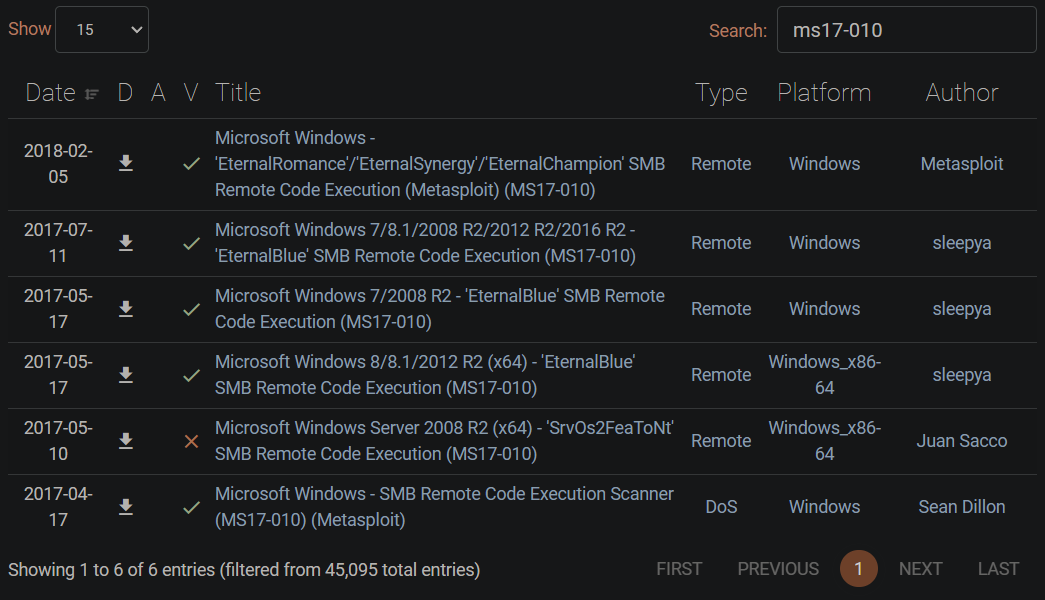 Show 15 Search: ms17-010
Date D A V Title Type Platform Author
2018-02-05 Microsoft Windows - 'EternalRomance'/'EternalSynergy'/'EternalChampion' SMB Remote Code Execution (Metasploit) (MS17-010) Remote Windows Metasploit
2017-07-11 Microsoft Windows 7/8.1/2008 R2/2012 R2/2016 R2 - 'EternalBlue' SMB Remote Code Execution (MS17-010) Remote Windows sleepya
2017-05-17 Microsoft Windows 7/2008 R2 - 'EternalBlue' SMB Remote Code Execution (MS17-010) Remote Windows sleepya
2017-05-17 Microsoft Windows 8/8.1/2012 R2 (x64) - 'EternalBlue' SMB Remote Code Execution (MS17-010) Remote Windows_x86-64 sleepya
2017-05-10 Microsoft Windows Server 2008 R2 (x64) - 'SrvOs2FeaToNt' SMB Remote Code Execution (MS17-010) Remote Windows_x86-64 Juan Sacco
2017-04-17 Microsoft Windows - SMB Remote Code Execution Scanner (MS17-010) (Metasploit) DoS Windows Sean Dillon
Showing 1 to 6 of 6 entries (filtered from 45,095 total entries) FIRST PREVIOUS 1 NEXT LAST